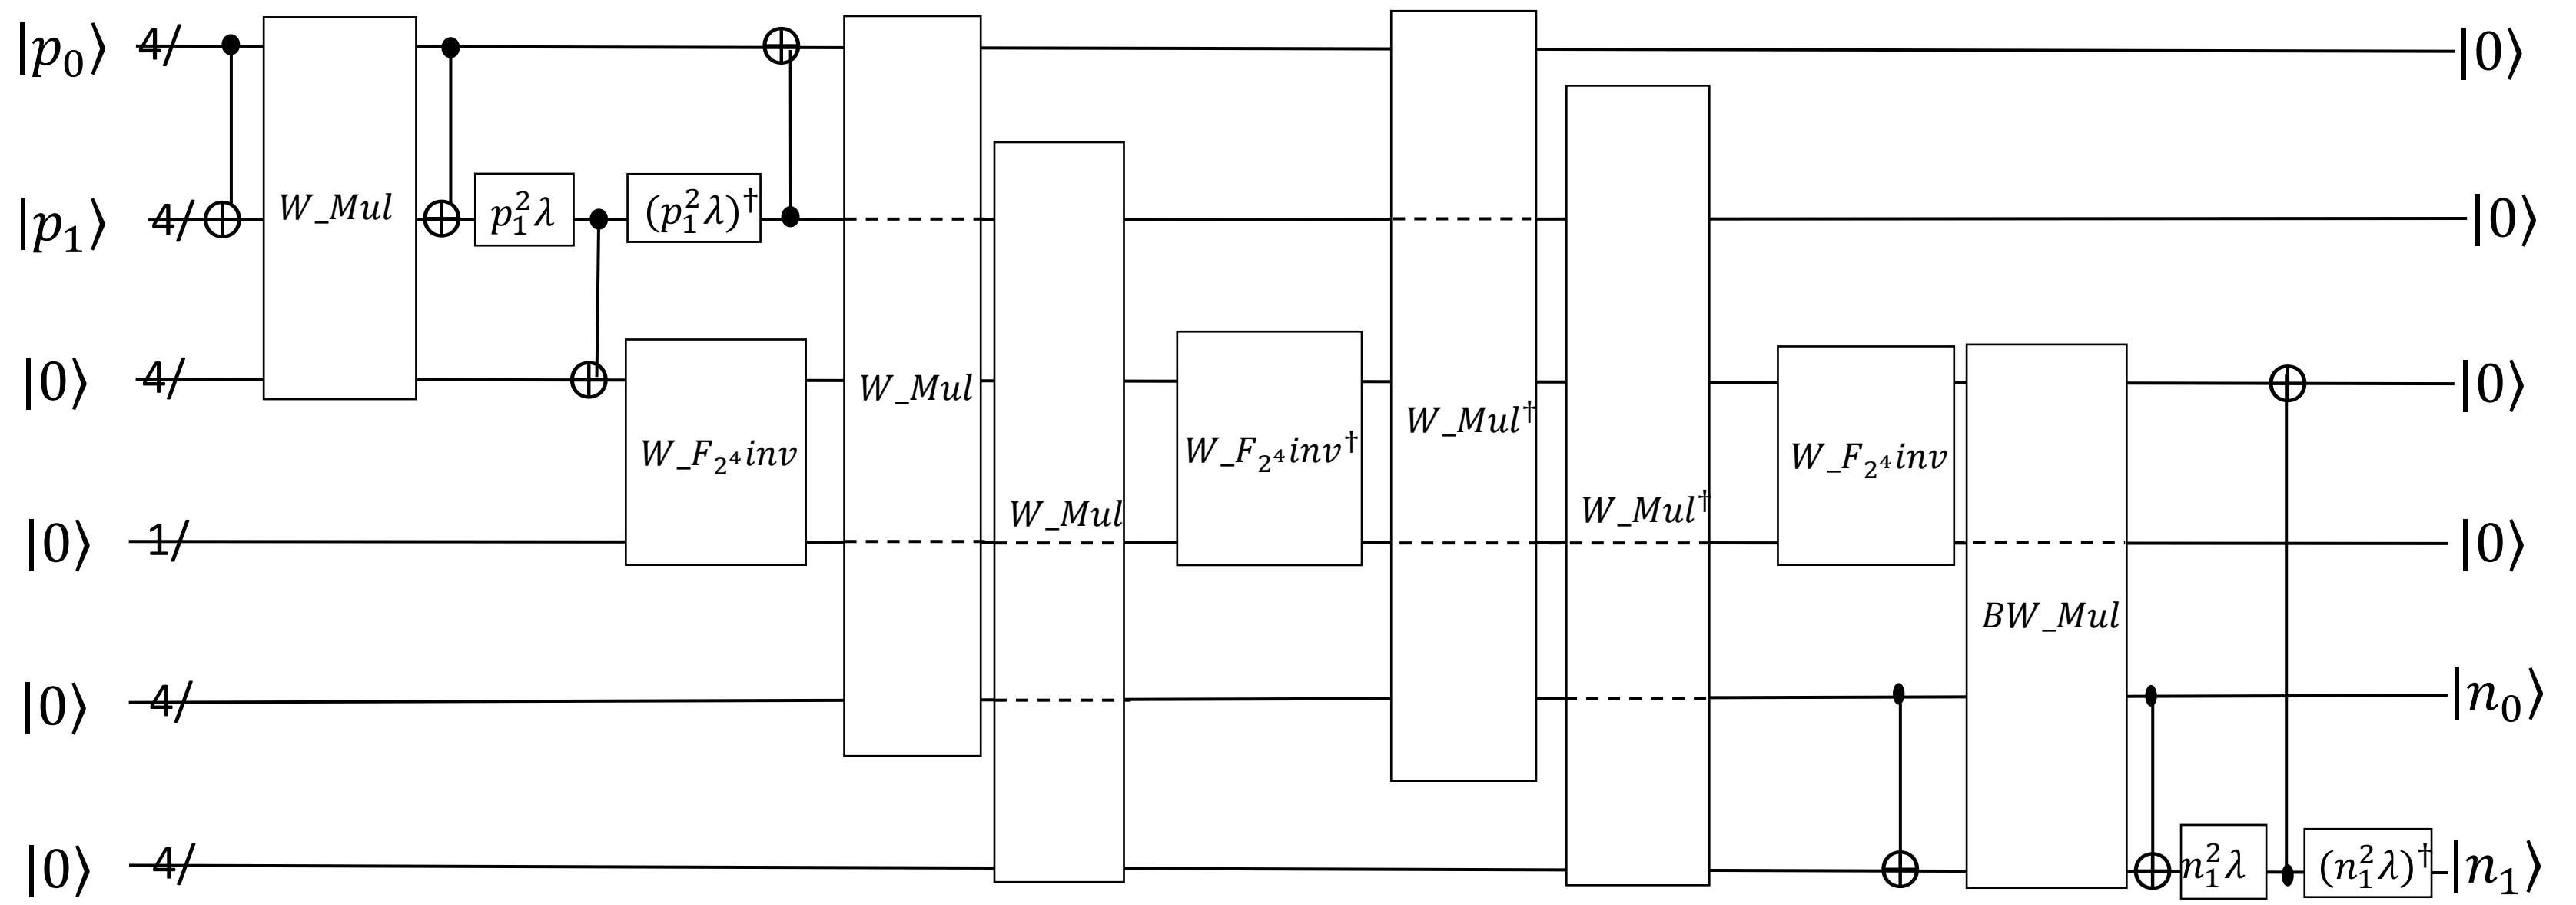 |p₀⟩ 4/ |0⟩
|p₁⟩ 4/ W_Mul p₁²λ (p₁²λ)† |0⟩
|0⟩ 4/ W_Mul W_Mul† |0⟩
W_F₂⁴inv W_F₂⁴inv† W_F₂⁴inv
|0⟩ 1/ W_Mul W_Mul† |0⟩
BW_Mul
|0⟩ 4/ |n₀⟩
|0⟩ 4/ n₁²λ (n₁²λ)† |n₁⟩